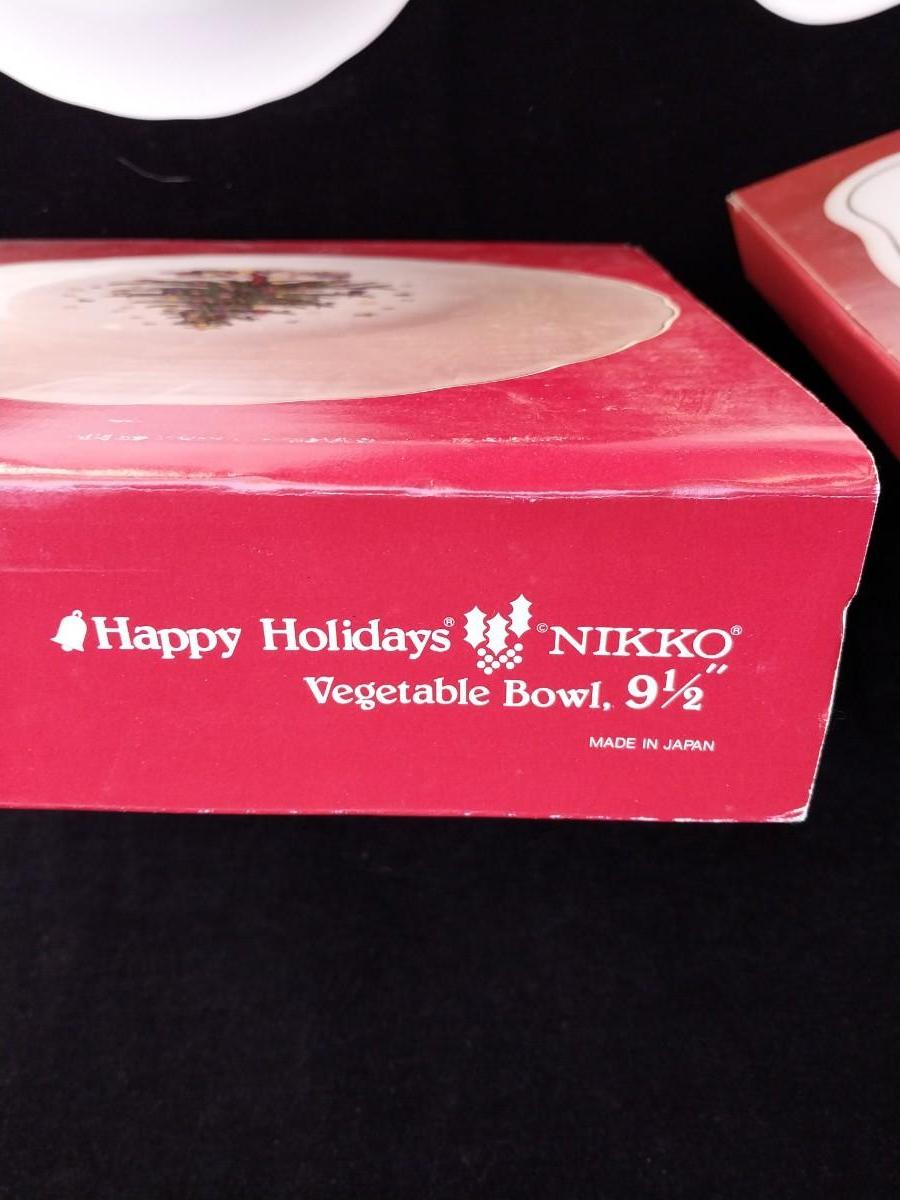 Happy Holidays® ©NIKKO®
Vegetable Bowl, 9½"
MADE IN JAPAN